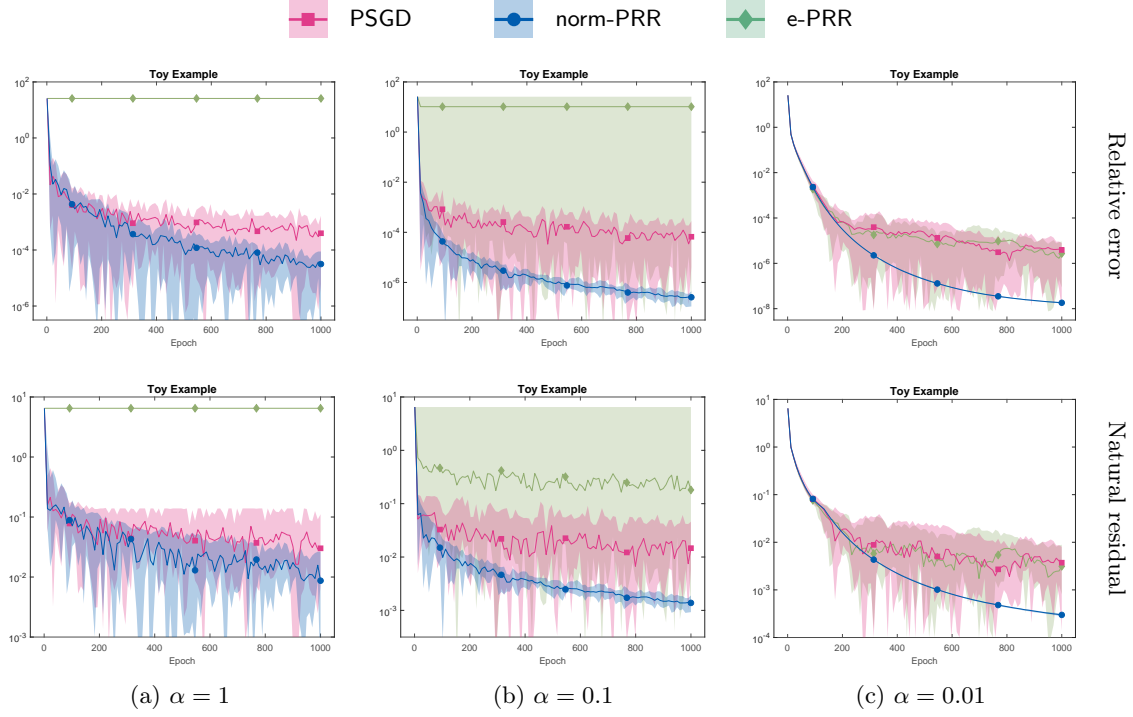 PSGD norm-PRR e-PRR
Toy Example Toy Example Toy Example
10^2 10^0 10^-2 10^-4 10^-6
0 200 400 600 800 1000
Epoch
10^2 10^0 10^-2 10^-4 10^-6
0 200 400 600 800 1000
Epoch
10^2 10^0 10^-2 10^-4 10^-6 10^-8
0 200 400 600 800 1000
Epoch
Relative error
Toy Example Toy Example Toy Example
10^1 10^0 10^-1 10^-2 10^-3
0 200 400 600 800 1000
Epoch
10^1 10^0 10^-1 10^-2 10^-3
0 200 400 600 800 1000
Epoch
10^1 10^0 10^-1 10^-2 10^-3 10^-4
0 200 400 600 800 1000
Epoch
Natural residual
(a) α = 1 (b) α = 0.1 (c) α = 0.01